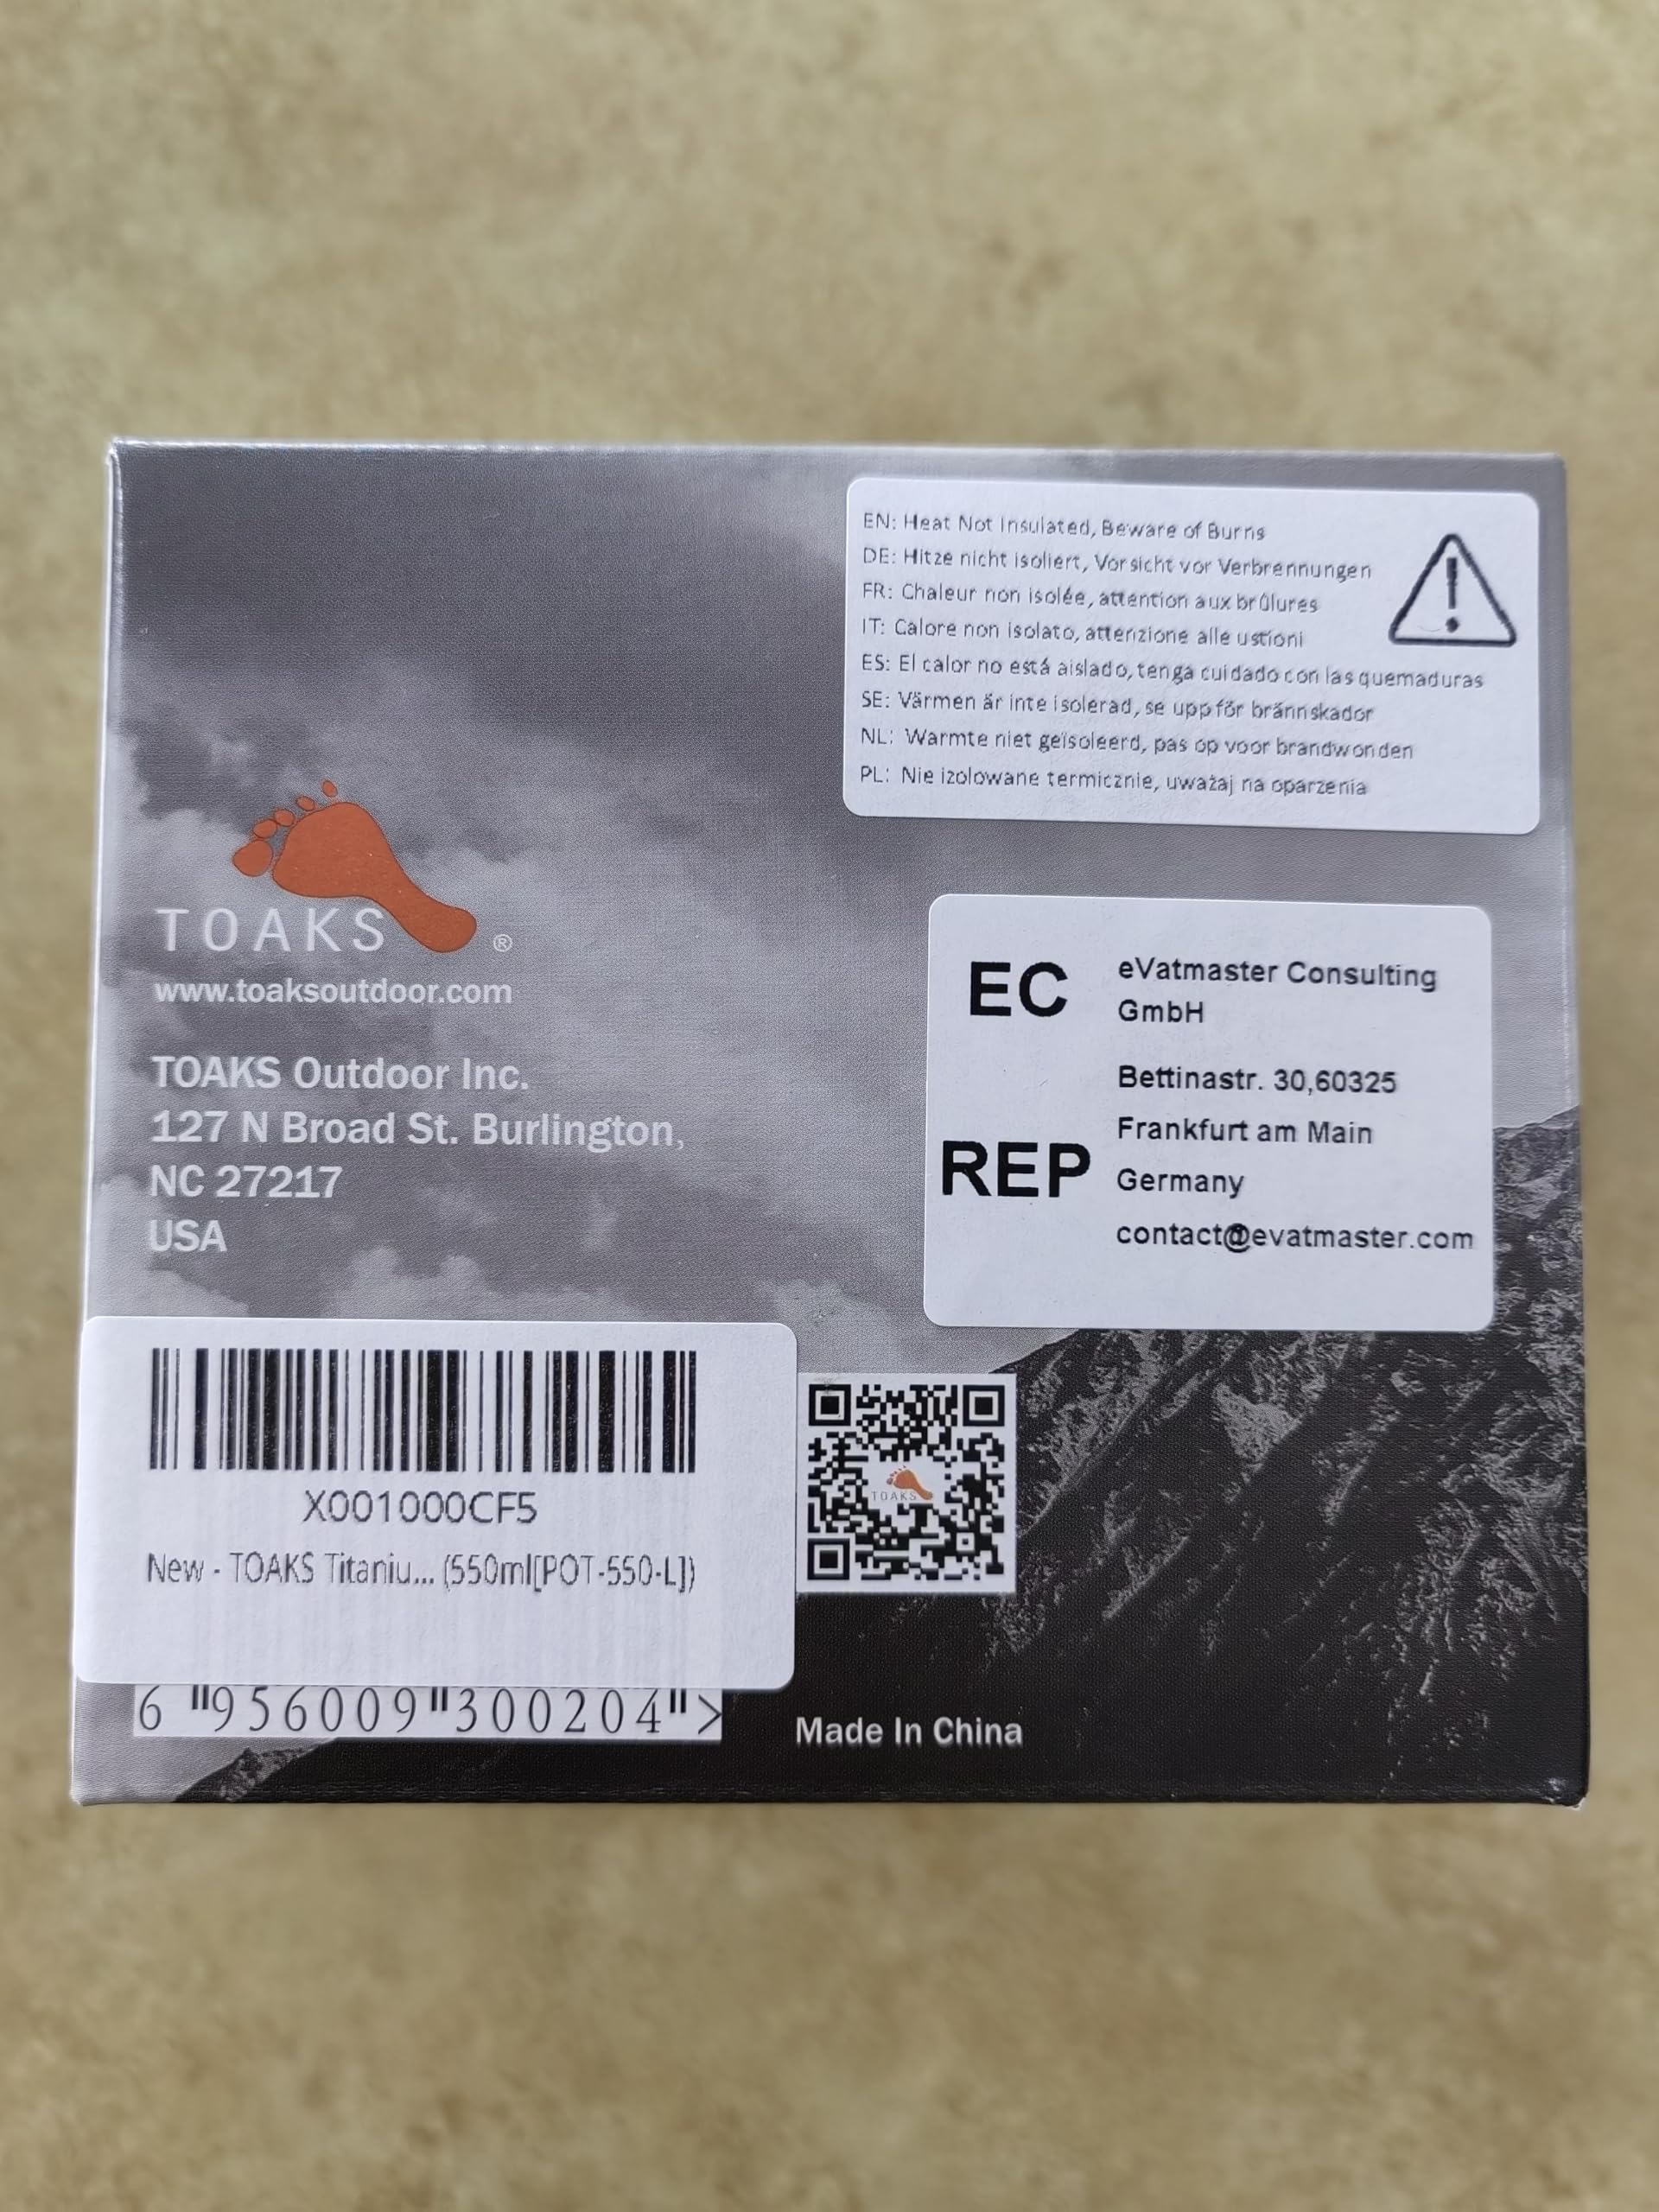 EN: Heat Not Insulated, Beware of Burns
DE: Hitze nicht isoliert, Vorsicht vor Verbrennungen
FR: Chaleur non isolée, attention aux brûlures
IT: Calore non isolato, attenzione alle ustioni
ES: El calor no está aislado, tenga cuidado con las quemaduras
SE: Värmen är inte isolerad, se upp för brännskador
NL: Warmte niet geïsoleerd, pas op voor brandwonden
PL: Nie izolowane termicznie, uważaj na oparzenia
TOAKS®
www.toaksoutdoor.com
TOAKS Outdoor Inc.
127 N Broad St. Burlington,
NC 27217
USA
EC
REP
eVatmaster Consulting
GmbH
Bettinastr. 30,60325
Frankfurt am Main
Germany
contact@evatmaster.com
X001000CF5
New - TOAKS Titaniu... (550ml[POT-550-L])
TOAKS
6 "956009"300204">
Made In China